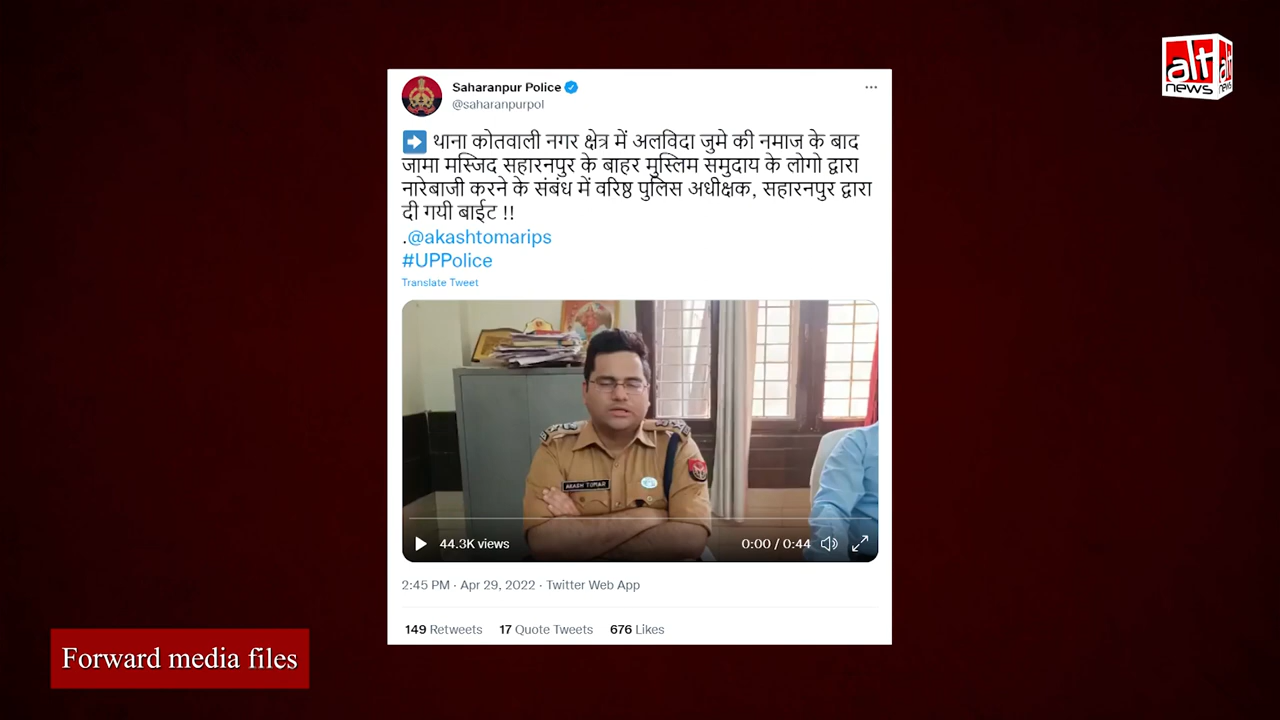 Saharanpur Police
@saharanpurpol
थाना कोतवाली नगर क्षेत्र में अलविदा जुमे की नमाज के बाद
जामा मस्जिद सहारनपुर के बाहर मुस्लिम समुदाय के लोगो द्वारा
नारेबाजी करने के संबंध में वरिष्ठ पुलिस अधीक्षक, सहारनपुर द्वारा
दी गयी बाईट !!
.@akashtomarips
#UPPolice
Translate Tweet
AKASH TOMAR
44.3K views
0:00 / 0:44
2:45 PM · Apr 29, 2022 · Twitter Web App
149 Retweets 17 Quote Tweets 676 Likes
alt
news
alt
news
Forward media files